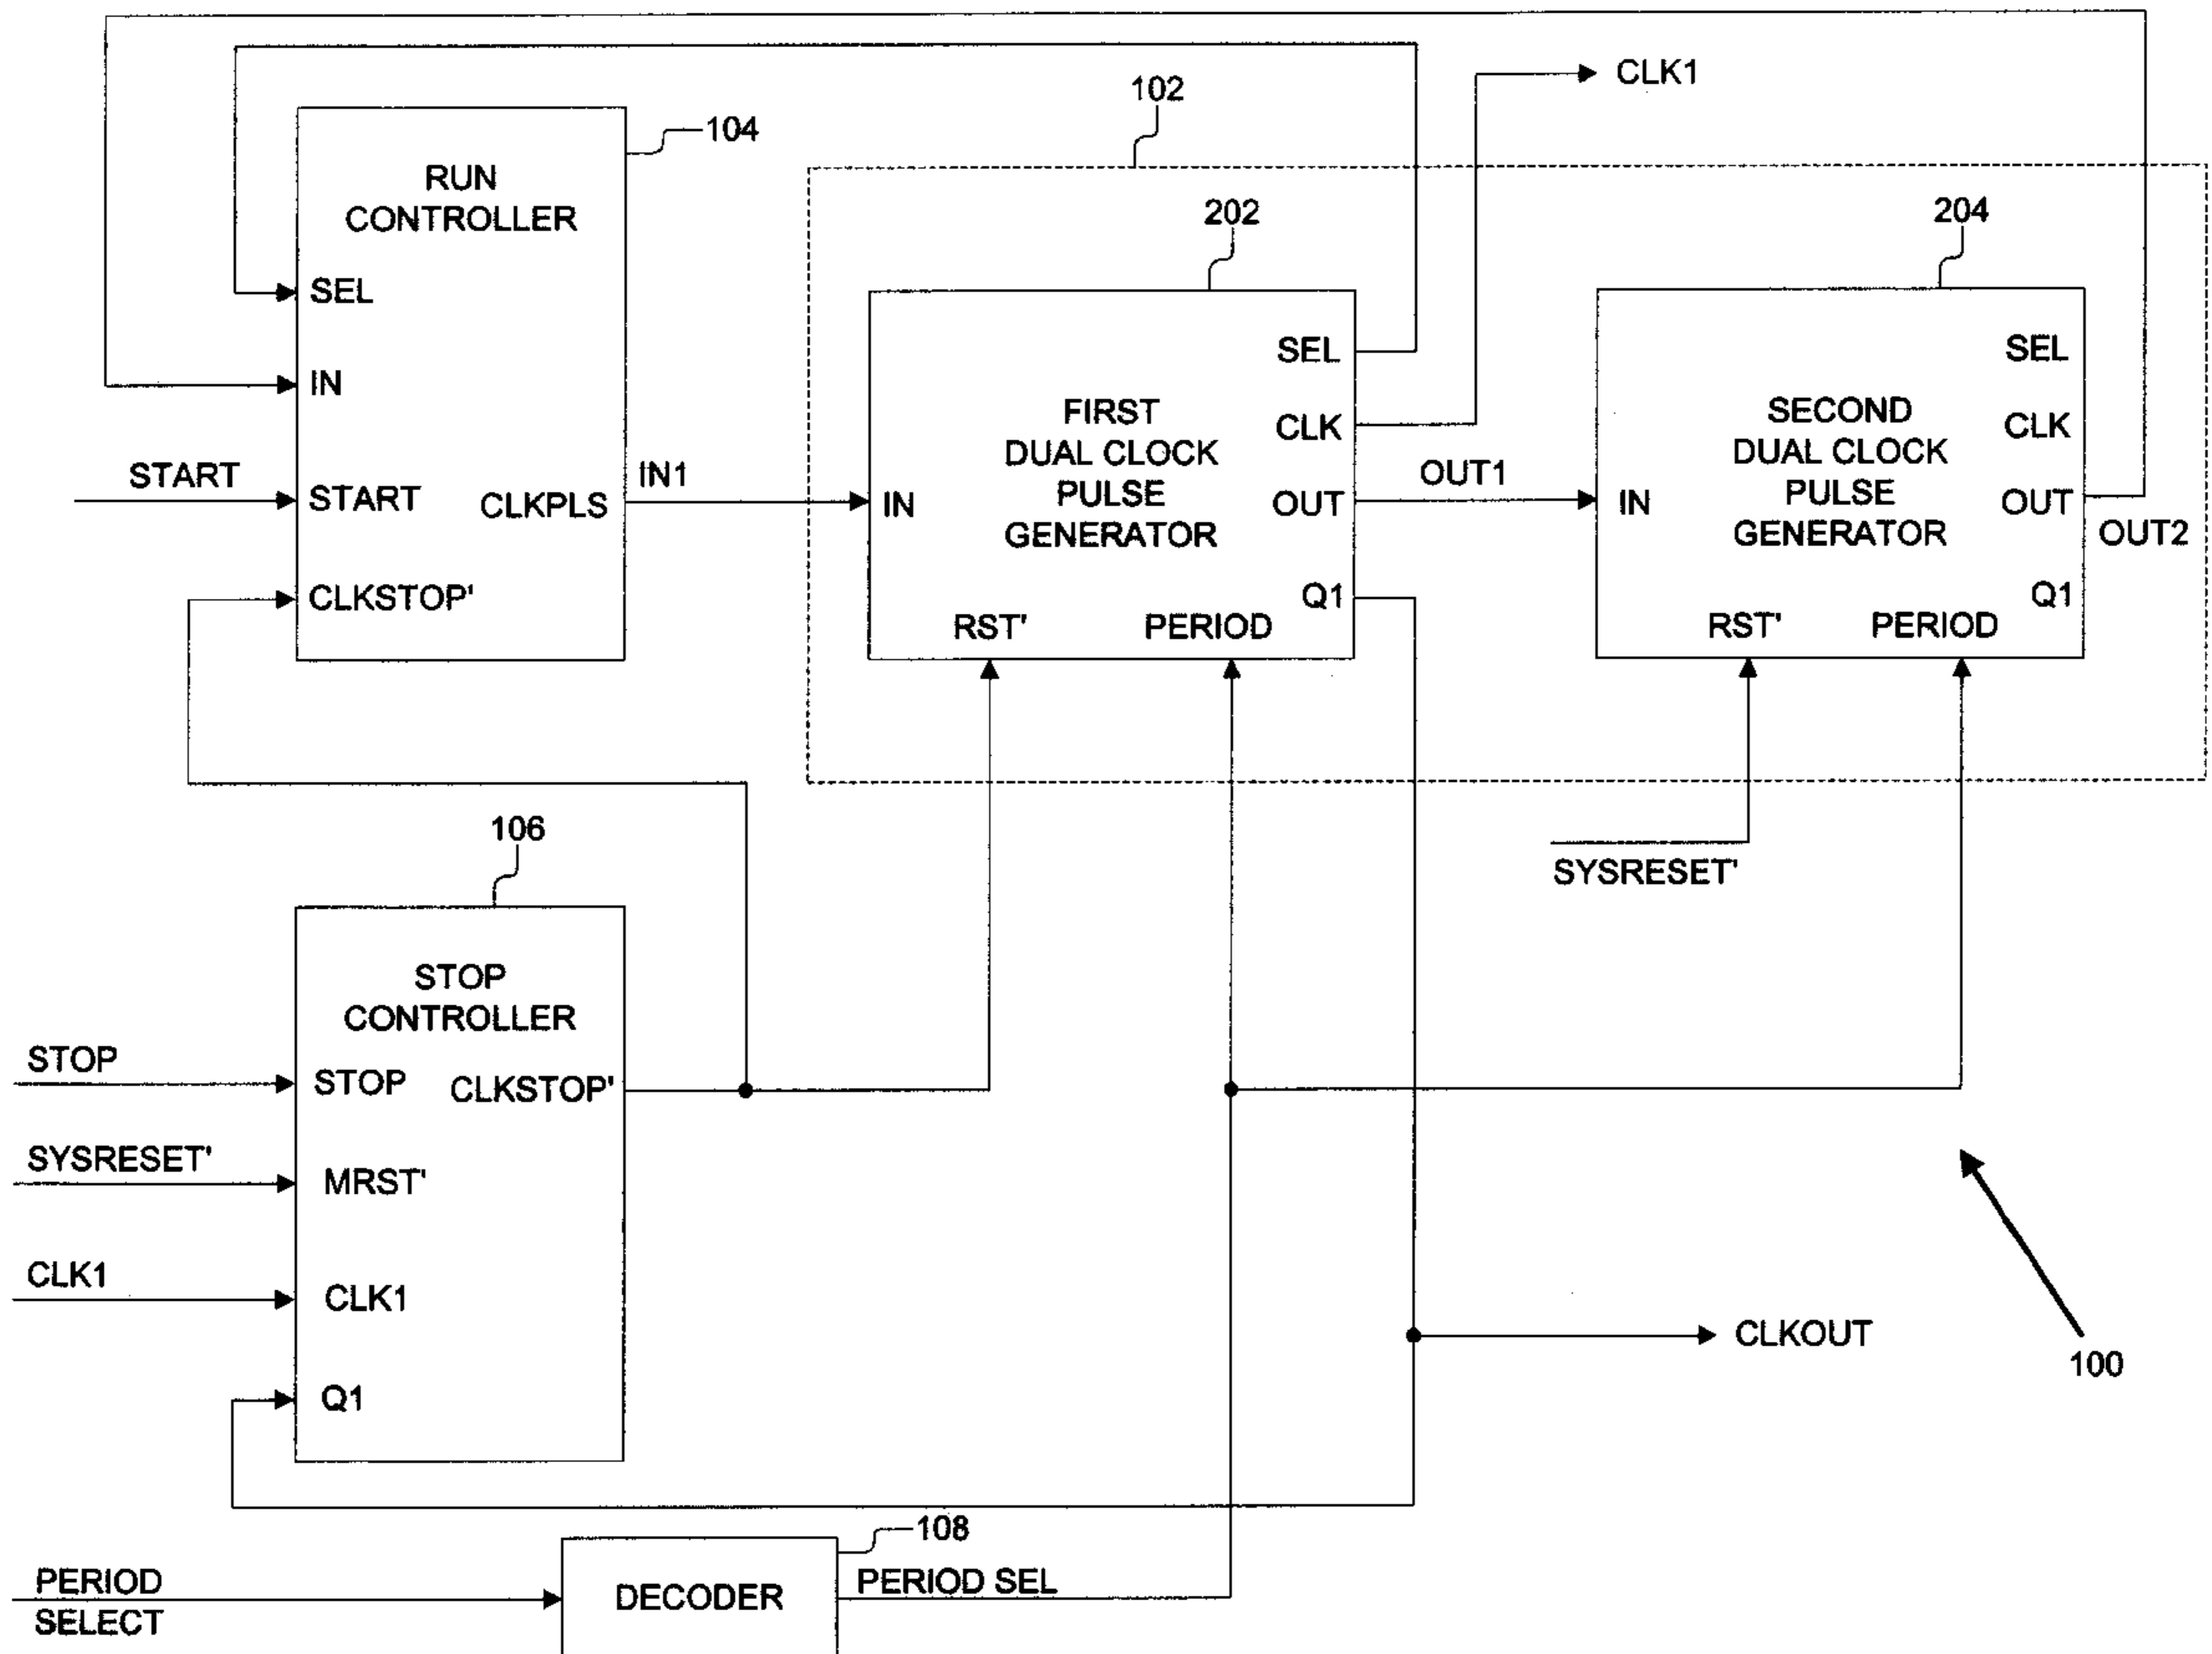 CLK1
102
104
RUN
CONTROLLER
SEL
IN
START
START
CLKSTOP'
CLKPLS
IN1
202
FIRST
DUAL CLOCK
PULSE
GENERATOR
IN
SEL
CLK
OUT
Q1
RST'
PERIOD
OUT1
204
SECOND
DUAL CLOCK
PULSE
GENERATOR
IN
SEL
CLK
OUT
Q1
RST'
PERIOD
OUT2
SYSRESET'
106
STOP
CONTROLLER
STOP
STOP
CLKSTOP'
SYSRESET'
MRST'
CLK1
CLK1
Q1
CLKOUT
100
108
PERIOD
SELECT
DECODER
PERIOD SEL